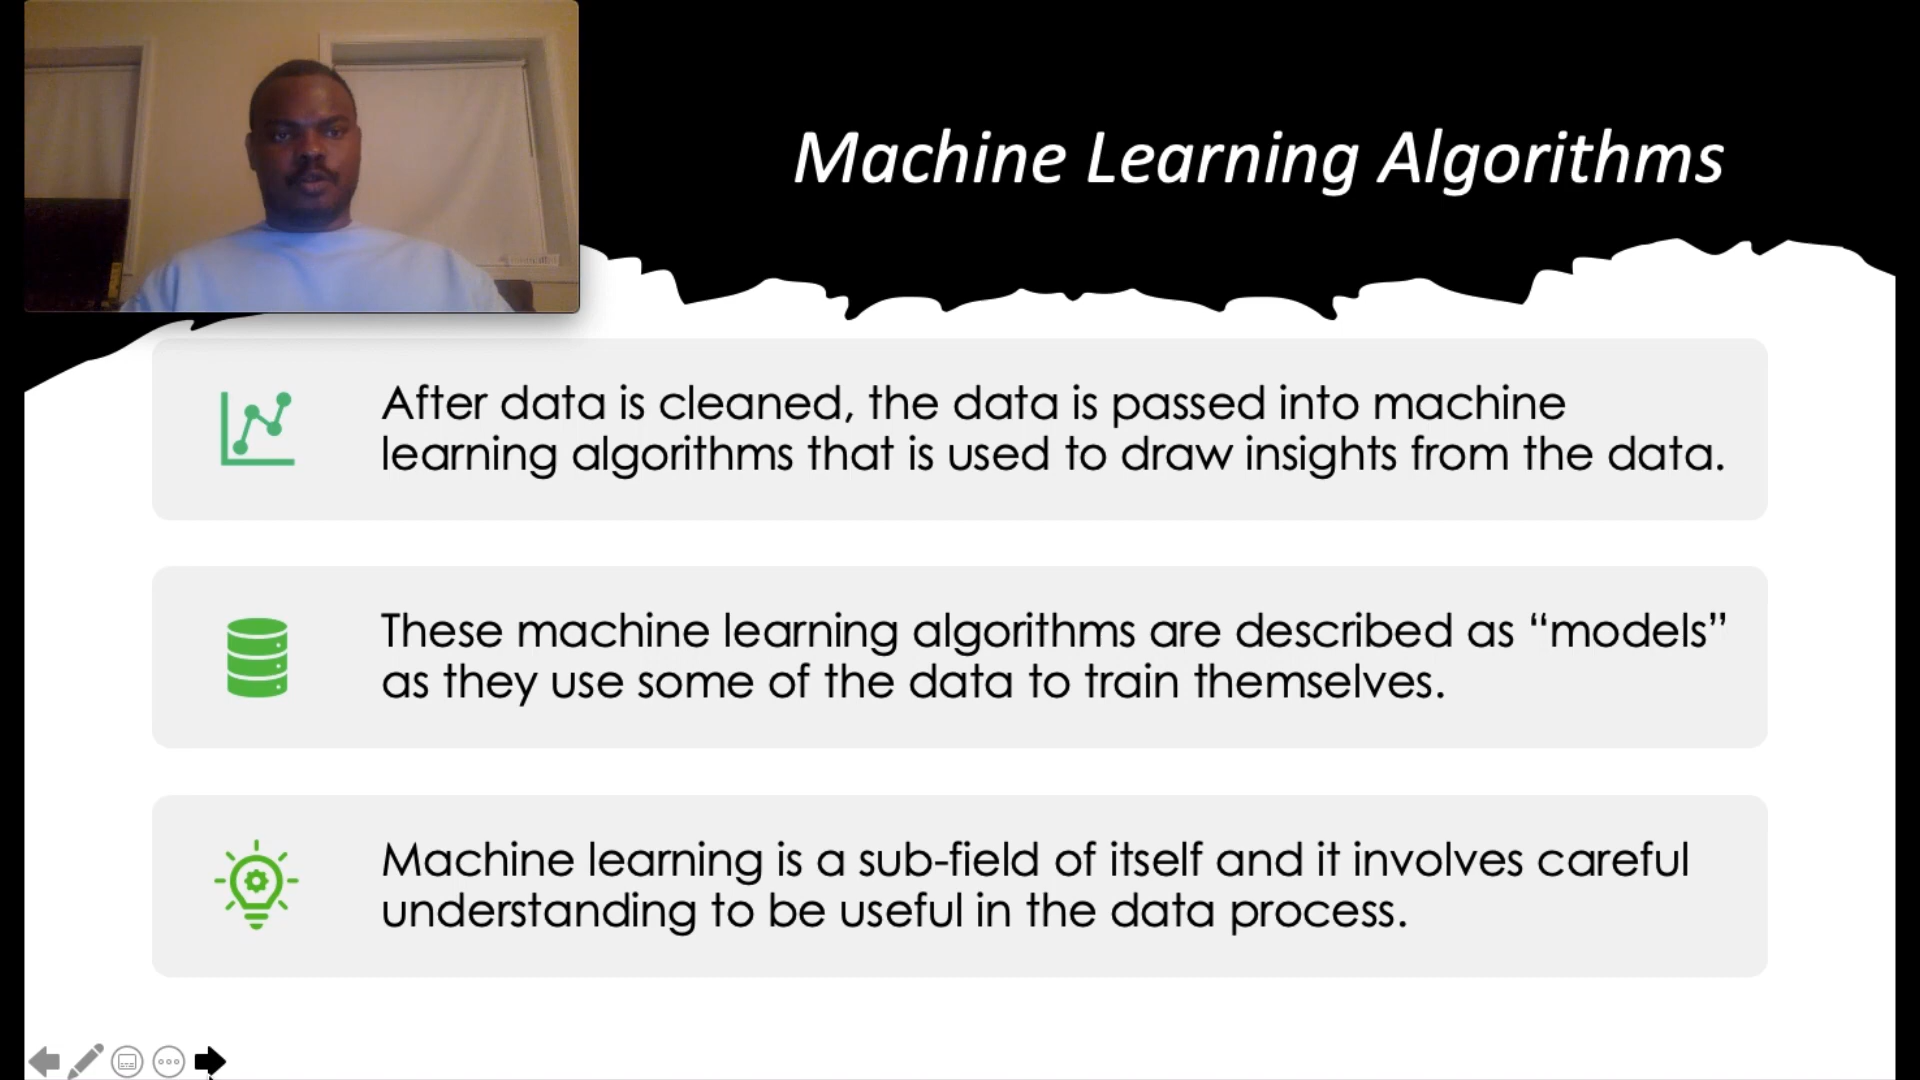 Machine Learning Algorithms
After data is cleaned, the data is passed into machine
learning algorithms that is used to draw insights from the data.
These machine learning algorithms are described as “models”
as they use some of the data to train themselves.
Machine learning is a sub-field of itself and it involves careful
understanding to be useful in the data process.